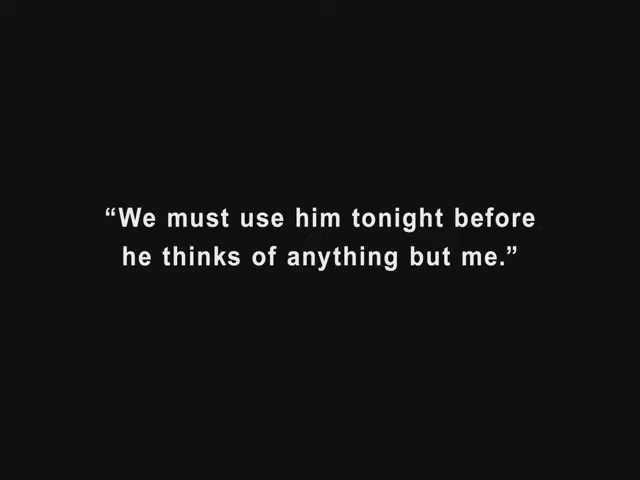 “We must use him tonight before
he thinks of anything but me.”